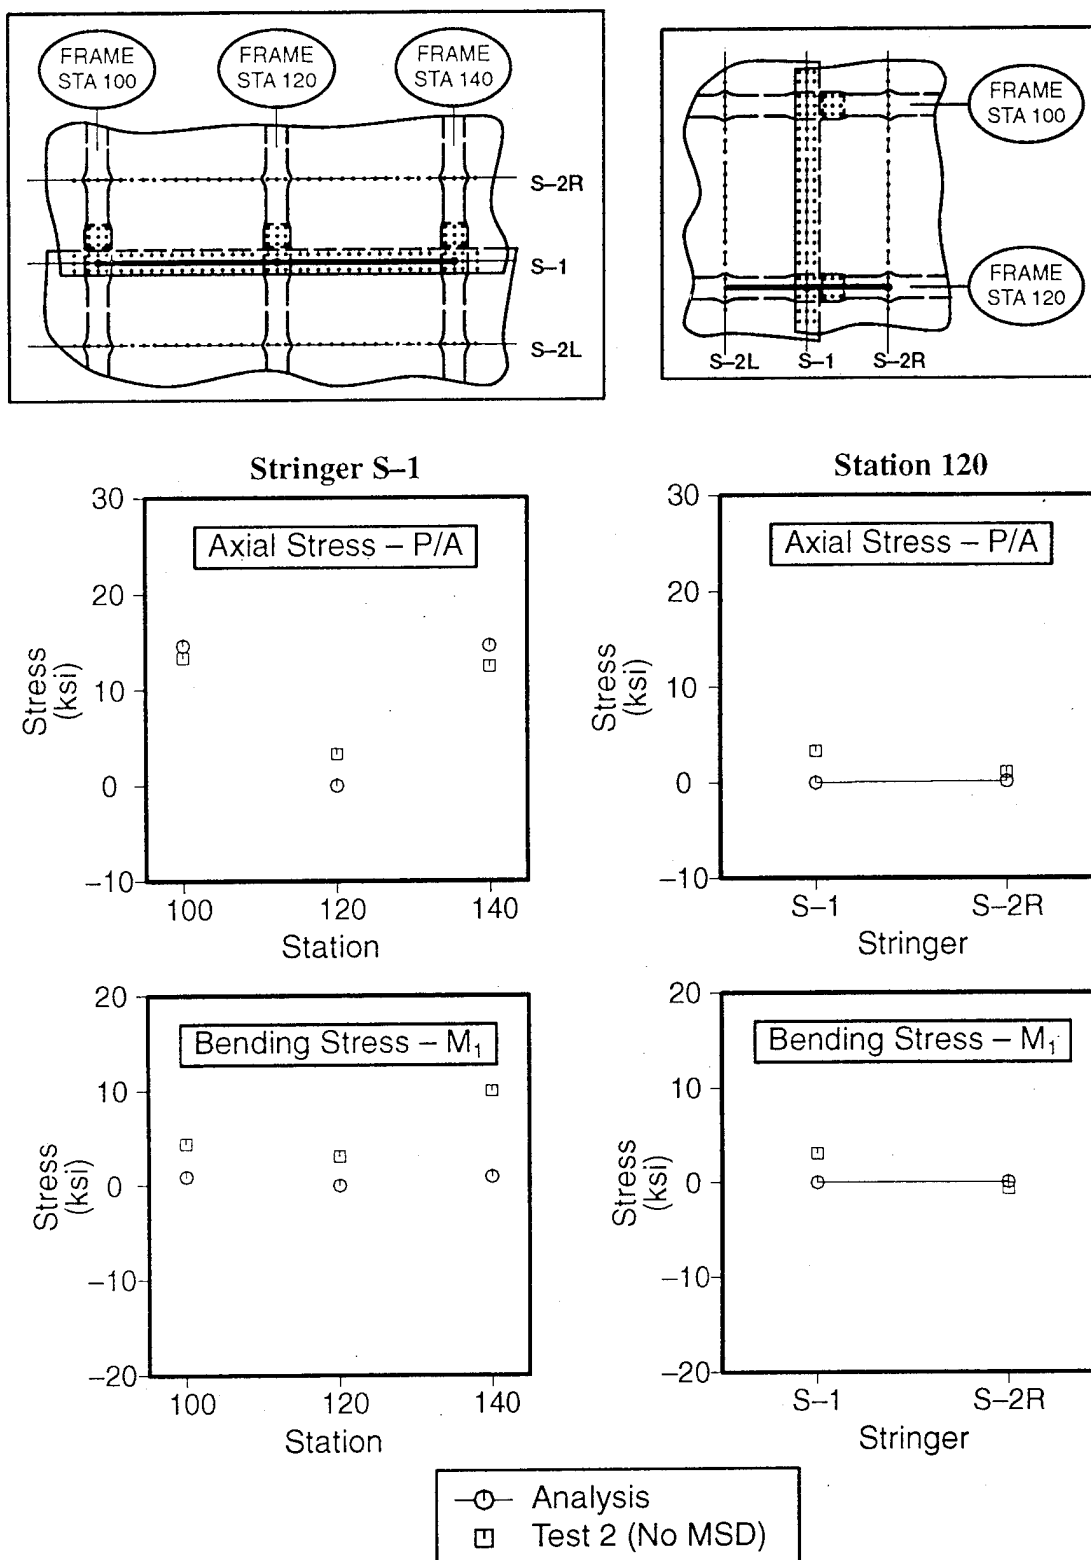 FRAME
STA 100
FRAME
STA 120
FRAME
STA 140
S–2R
S–1
S–2L
FRAME
STA 100
FRAME
STA 120
S–2L
S–1
S–2R
Stringer S–1
30
20
10
0
–10
Stress
(ksi)
Axial Stress – P/A
100
120
140
Station
Station 120
30
20
10
0
–10
Stress
(ksi)
Axial Stress – P/A
S–1
S–2R
Stringer
20
10
0
–10
–20
Stress
(ksi)
Bending Stress – M₁
100
120
140
Station
20
10
0
–10
–20
Stress
(ksi)
Bending Stress – M₁
S–1
S–2R
Stringer
Analysis
Test 2 (No MSD)